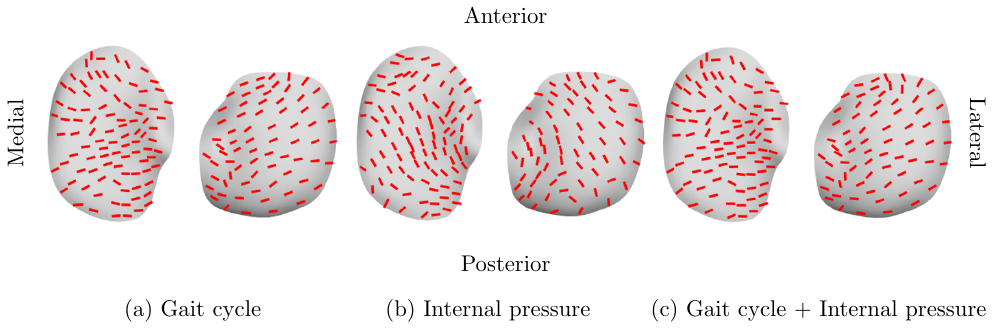 Anterior
Medial
Lateral
Posterior
(a) Gait cycle
(b) Internal pressure
(c) Gait cycle + Internal pressure